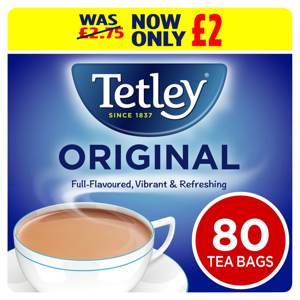 WAS NOW
£2.75 ONLY £2
Tetley
SINCE 1837
ORIGINAL
Full-Flavoured, Vibrant & Refreshing
80
TEA BAGS